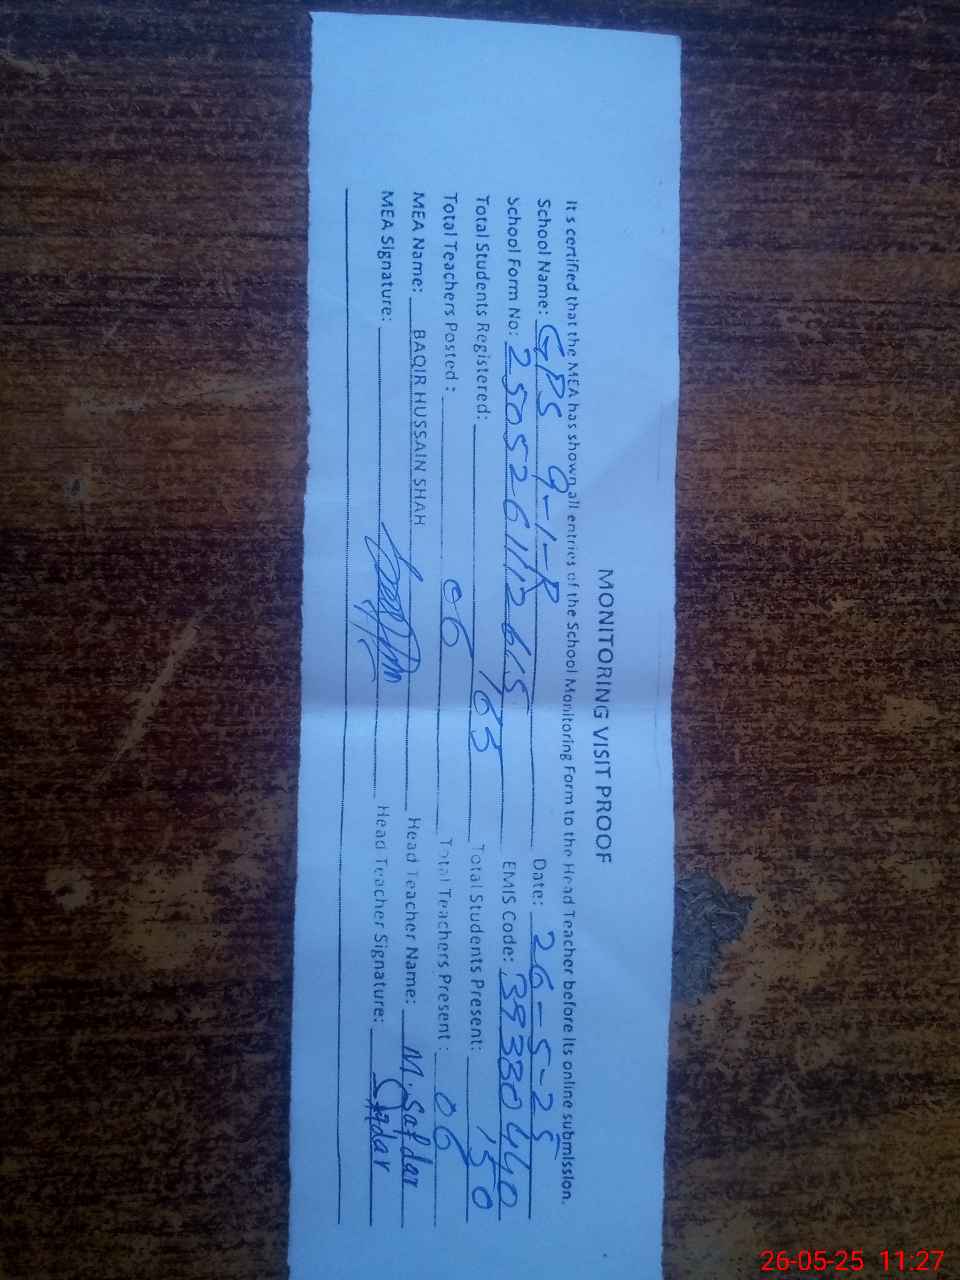 MONITORING VISIT PROOF
It s certified that the MEA has shown all entries of the School Monitoring Form to the Head Teacher before its online submission.
School Name: GPS 9-1-R Date: 26-5-25
School Form No: 25052611112615 EMIS Code: 39330440
Total Students Registered: 165 Total Students Present: 150
Total Teachers Posted : 06 Total Teachers Present : 06
MEA Name: BAQIR HUSSAIN SHAH Head Teacher Name: M. Safdar
MEA Signature: Head Teacher Signature: Safdar
26-05-25 11:27